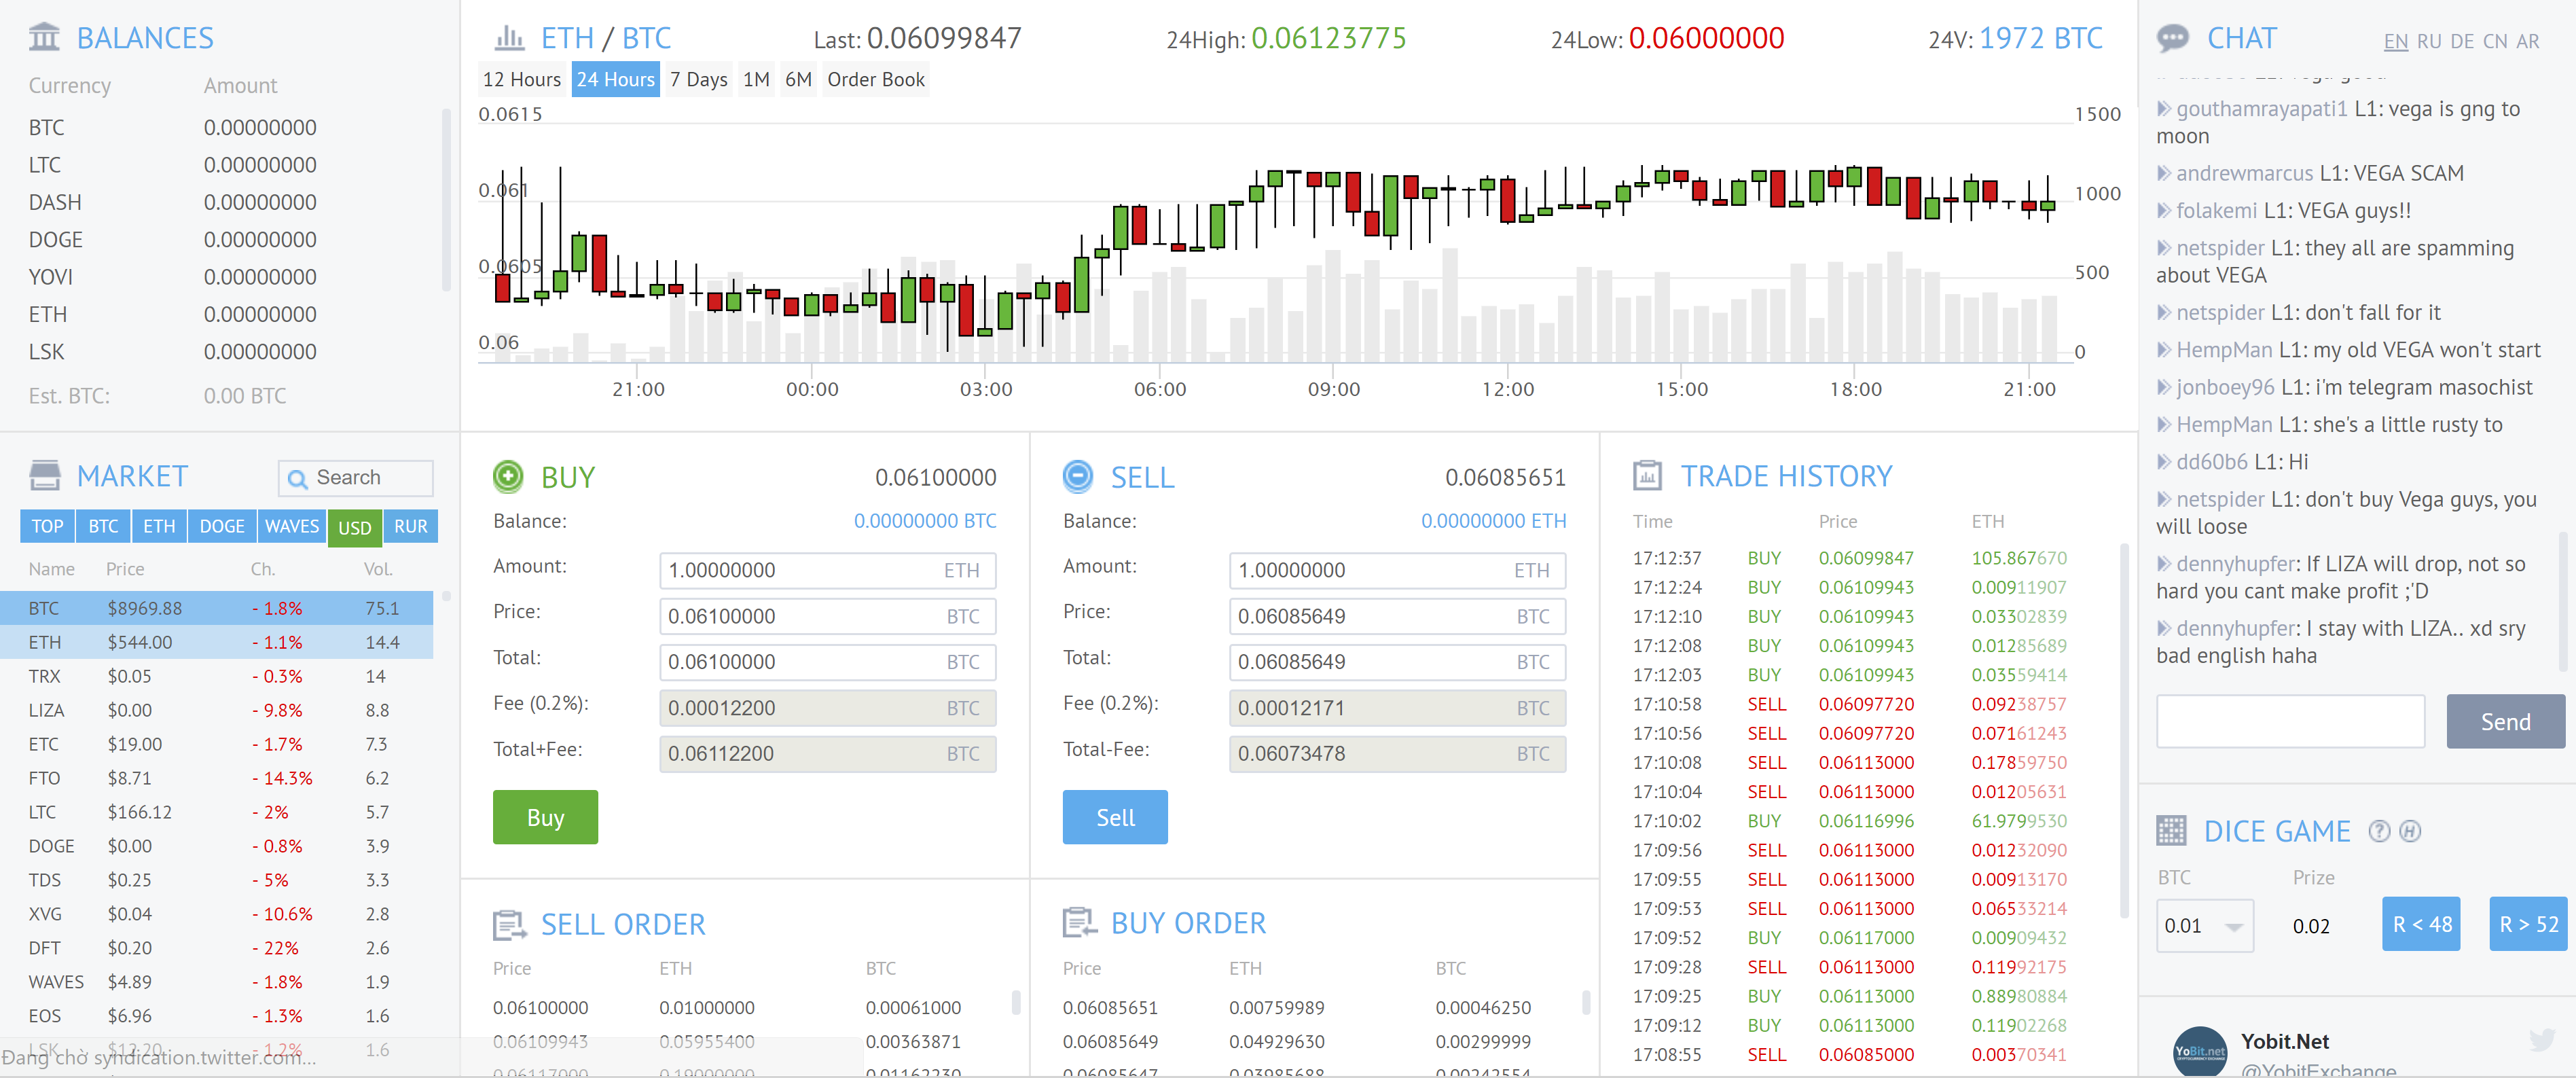 BALANCES
Currency Amount
BTC 0.00000000
LTC 0.00000000
DASH 0.00000000
DOGE 0.00000000
YOVI 0.00000000
ETH 0.00000000
LSK 0.00000000
Est. BTC: 0.00 BTC
ETH / BTC Last: 0.06099847 24High: 0.06123775 24Low: 0.06000000 24V: 1972 BTC
12 Hours 24 Hours 7 Days 1M 6M Order Book
0.0615 1500
0.061 1000
0.0605 500
0.06 0
21:00 00:00 03:00 06:00 09:00 12:00 15:00 18:00 21:00
MARKET Search
TOP BTC ETH DOGE WAVES USD RUR
Name Price Ch. Vol.
BTC $8969.88 - 1.8% 75.1
ETH $544.00 - 1.1% 14.4
TRX $0.05 - 0.3% 14
LIZA $0.00 - 9.8% 8.8
ETC $19.00 - 1.7% 7.3
FTO $8.71 - 14.3% 6.2
LTC $166.12 - 2% 5.7
DOGE $0.00 - 0.8% 3.9
TDS $0.25 - 5% 3.3
XVG $0.04 - 10.6% 2.8
DFT $0.20 - 22% 2.6
WAVES $4.89 - 1.8% 1.9
EOS $6.96 - 1.3% 1.6
LSK $12.20 - 1.2% 1.6
Đang chờ syndication.twitter.com...
BUY 0.06100000
Balance: 0.00000000 BTC
Amount: 1.00000000 ETH
Price: 0.06100000 BTC
Total: 0.06100000 BTC
Fee (0.2%): 0.00012200 BTC
Total+Fee: 0.06112200 BTC
Buy
SELL 0.06085651
Balance: 0.00000000 ETH
Amount: 1.00000000 ETH
Price: 0.06085649 BTC
Total: 0.06085649 BTC
Fee (0.2%): 0.00012171 BTC
Total-Fee: 0.06073478 BTC
Sell
SELL ORDER
Price ETH BTC
0.06100000 0.01000000 0.00061000
0.06109943 0.05955400 0.00363871
0.06117000 0.19000000 0.01162230
BUY ORDER
Price ETH BTC
0.06085651 0.00759989 0.00046250
0.06085649 0.04929630 0.00299999
0.06085647 0.03985688 0.00242554
TRADE HISTORY
Time Price ETH
17:12:37 BUY 0.06099847 105.867670
17:12:24 BUY 0.06109943 0.00911907
17:12:10 BUY 0.06109943 0.03302839
17:12:08 BUY 0.06109943 0.01285689
17:12:03 BUY 0.06109943 0.03559414
17:10:58 SELL 0.06097720 0.09238757
17:10:56 SELL 0.06097720 0.07161243
17:10:08 SELL 0.06113000 0.17859750
17:10:04 SELL 0.06113000 0.01205631
17:10:02 BUY 0.06116996 61.9799530
17:09:56 SELL 0.06113000 0.01232090
17:09:55 SELL 0.06113000 0.00913170
17:09:53 SELL 0.06113000 0.06533214
17:09:52 BUY 0.06117000 0.00909432
17:09:28 SELL 0.06113000 0.11992175
17:09:25 BUY 0.06113000 0.88980884
17:09:12 BUY 0.06113000 0.11902268
17:08:55 SELL 0.06085000 0.00370341
CHAT EN RU DE CN AR
gouthamrayapati1 L1: vega is gng to
moon
andrewmarcus L1: VEGA SCAM
folakemi L1: VEGA guys!!
netspider L1: they all are spamming
about VEGA
netspider L1: don't fall for it
HempMan L1: my old VEGA won't start
jonboey96 L1: i'm telegram masochist
HempMan L1: she's a little rusty to
dd60b6 L1: Hi
netspider L1: don't buy Vega guys, you
will loose
dennyhupfer: If LIZA will drop, not so
hard you cant make profit ;'D
dennyhupfer: I stay with LIZA.. xd sry
bad english haha
Send
DICE GAME ? H
BTC Prize
0.01 0.02 R < 48 R > 52
YoBit.net
Yobit.Net
@YobitExchange